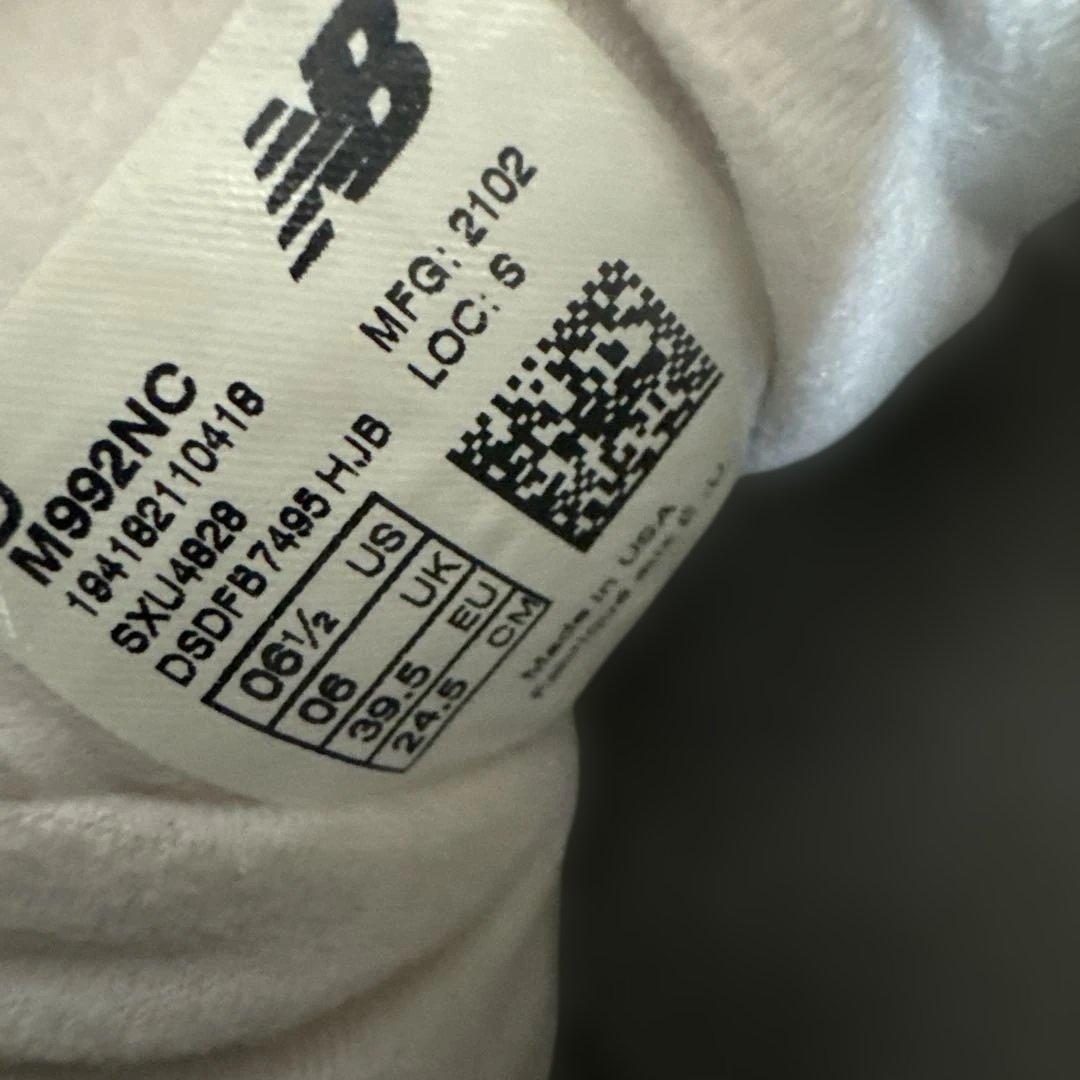 NB
MFG: 2102
LOC: S
M992NC
194182110418
SXU4828
DSDFB7495 HJB
06½ US
06 UK
39.5 EU
24.5 CM
Made in USA